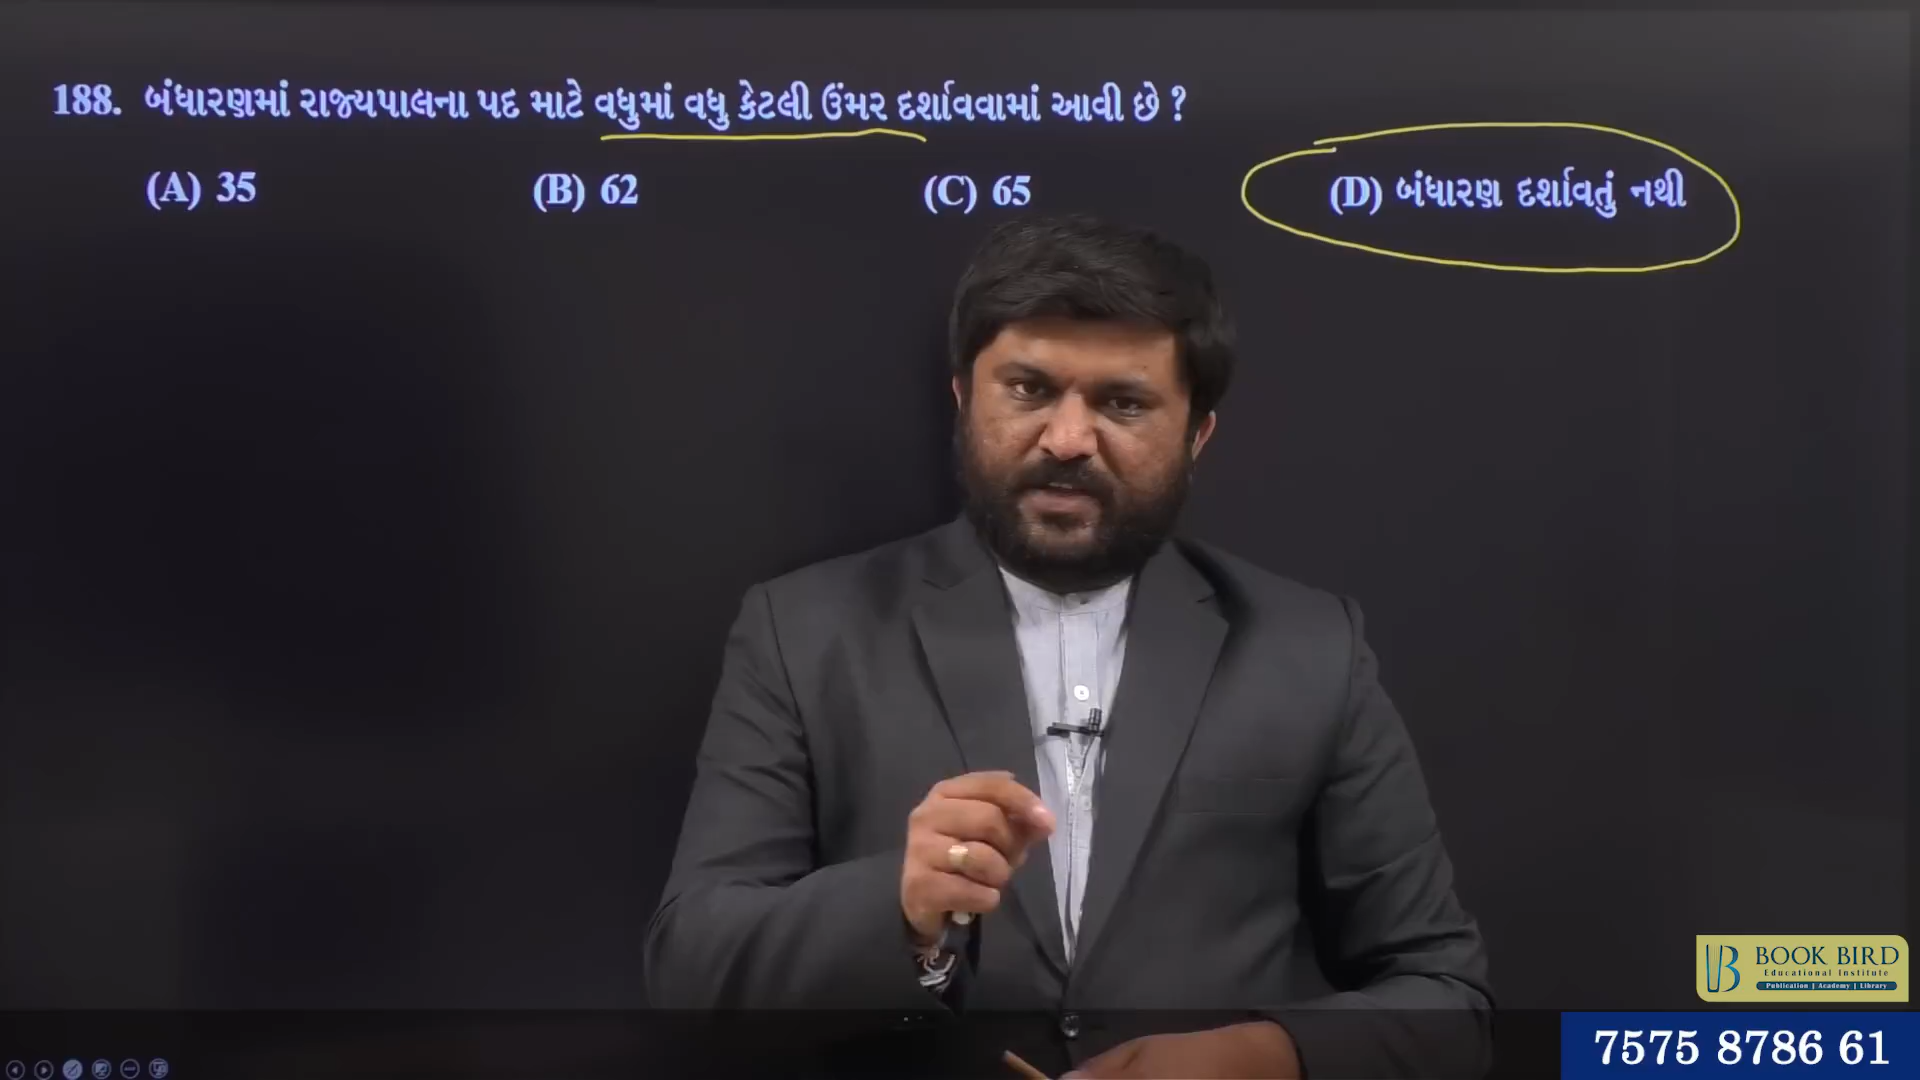 188. બંધારણમાં રાજ્યપાલના પદ માટે વધુમાં વધુ કેટલી ઉંમર દર્શાવવામાં આવી છે ?
(A) 35 (B) 62 (C) 65 (D) બંધારણ દર્શાવતું નથી
BOOK BIRD
Educational Institute
Publication | Academy | Library
7575 8786 61